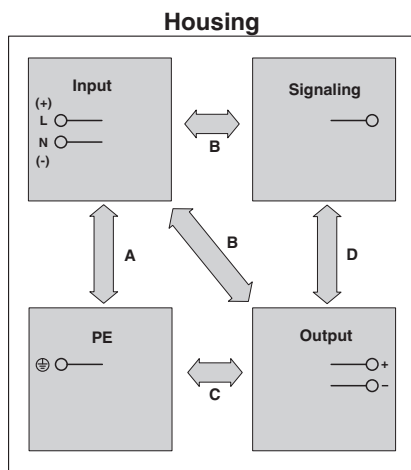 Housing
Input
(+)
L
N
(-)
Signaling
B
A
B
D
PE
Output
+
–
C